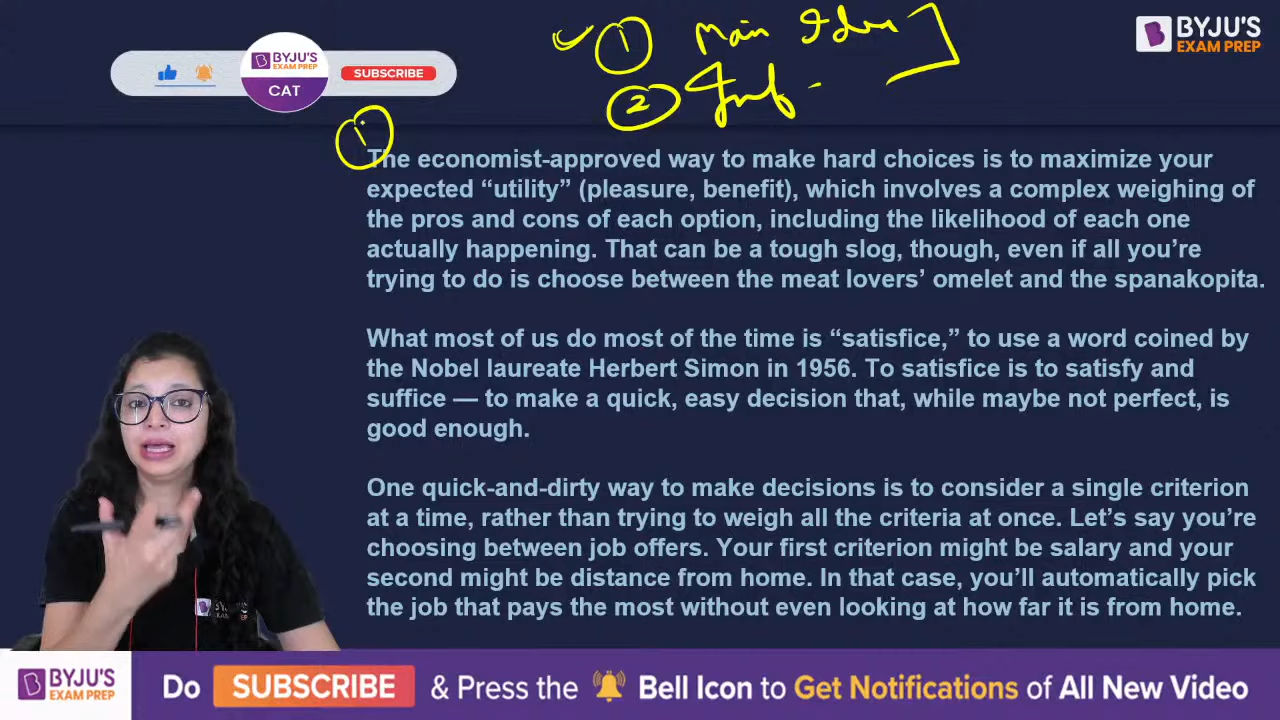 ① Main Idea
②
BYJU'S
EXAM PREP
BYJU'S
EXAM PREP
CAT
SUBSCRIBE
①
The economist-approved way to make hard choices is to maximize your
expected “utility” (pleasure, benefit), which involves a complex weighing of
the pros and cons of each option, including the likelihood of each one
actually happening. That can be a tough slog, though, even if all you’re
trying to do is choose between the meat lovers’ omelet and the spanakopita.
What most of us do most of the time is “satisfice,” to use a word coined by
the Nobel laureate Herbert Simon in 1956. To satisfice is to satisfy and
suffice — to make a quick, easy decision that, while maybe not perfect, is
good enough.
One quick-and-dirty way to make decisions is to consider a single criterion
at a time, rather than trying to weigh all the criteria at once. Let’s say you’re
choosing between job offers. Your first criterion might be salary and your
second might be distance from home. In that case, you’ll automatically pick
the job that pays the most without even looking at how far it is from home.
BYJU'S
BYJU'S
EXAM PREP
Do SUBSCRIBE & Press the Bell Icon to Get Notifications of All New Video